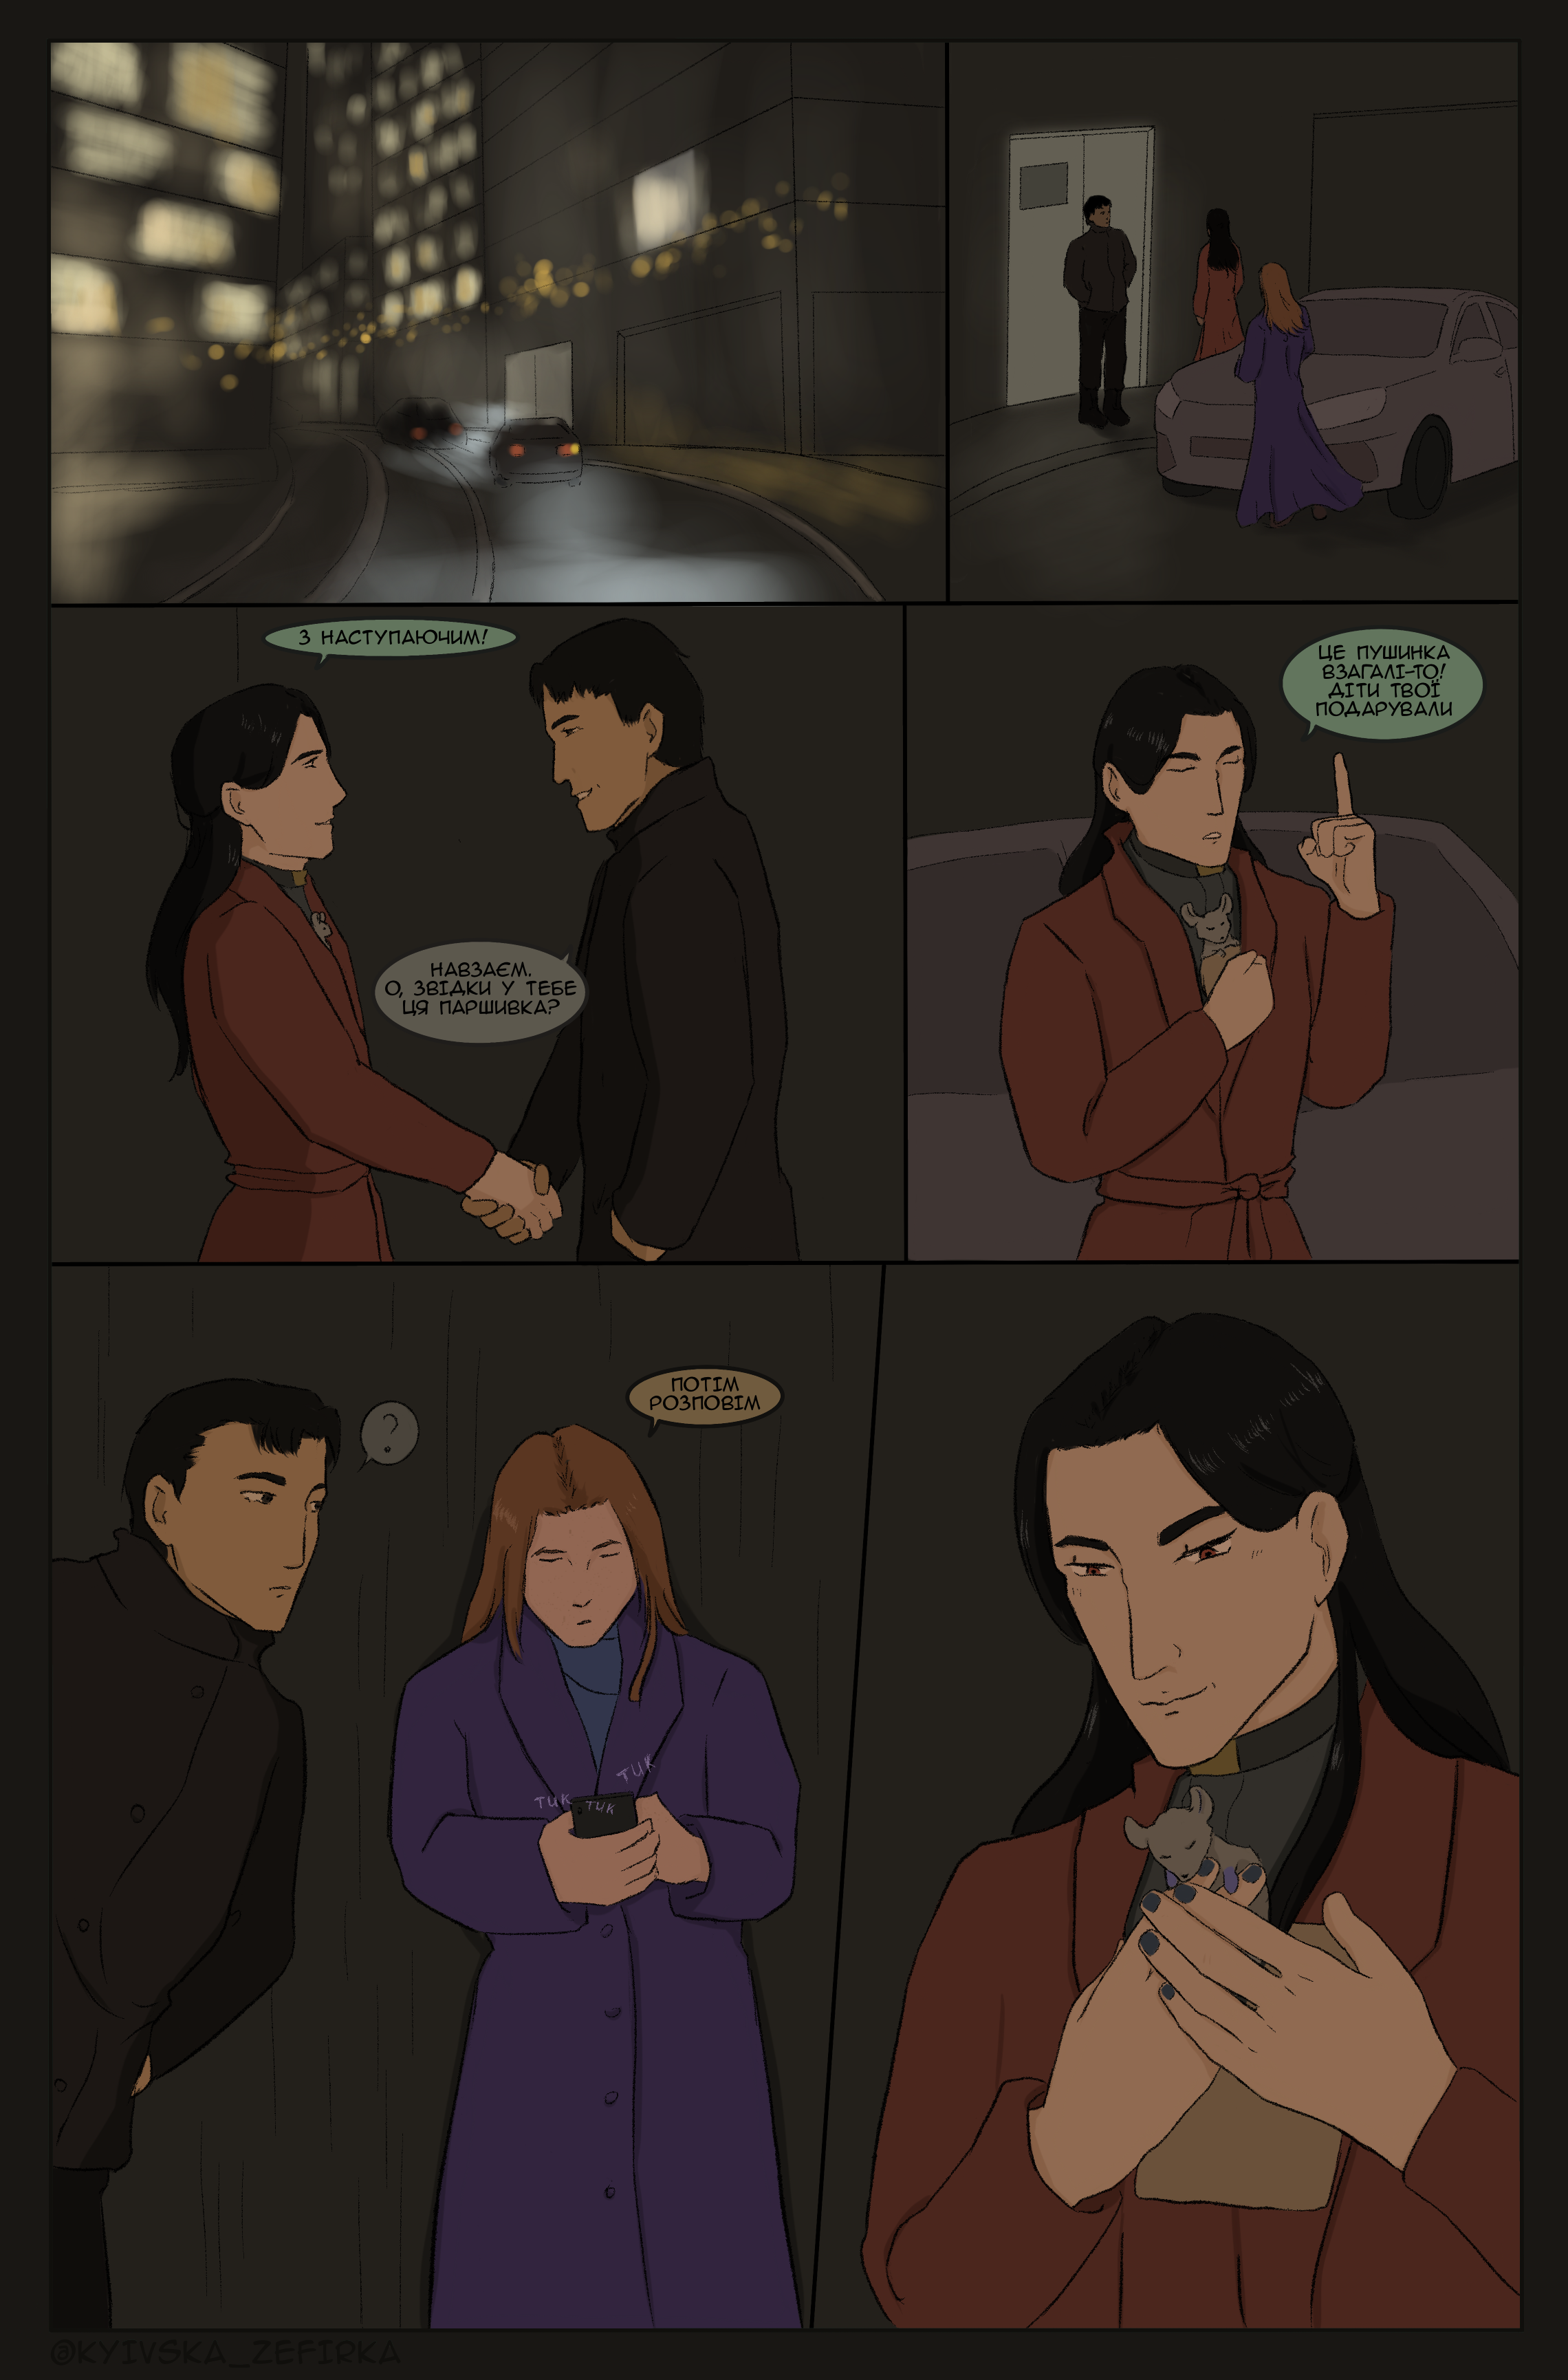 З НАСТУПАЮЧИМ!
НАВЗАЄМ.
О, ЗВІДКИ У ТЕБЕ
ЦЯ ПАРШИВКА?
ЦЕ ПУШИНКА
ВЗАГАЛІ-ТО!
ДІТИ ТВОЇ
ПОДАРУВАЛИ
?
ПОТІМ
РОЗПОВІМ
ТИК
ТИК
ТИК
@KYIVSKA_ZEFIRKA